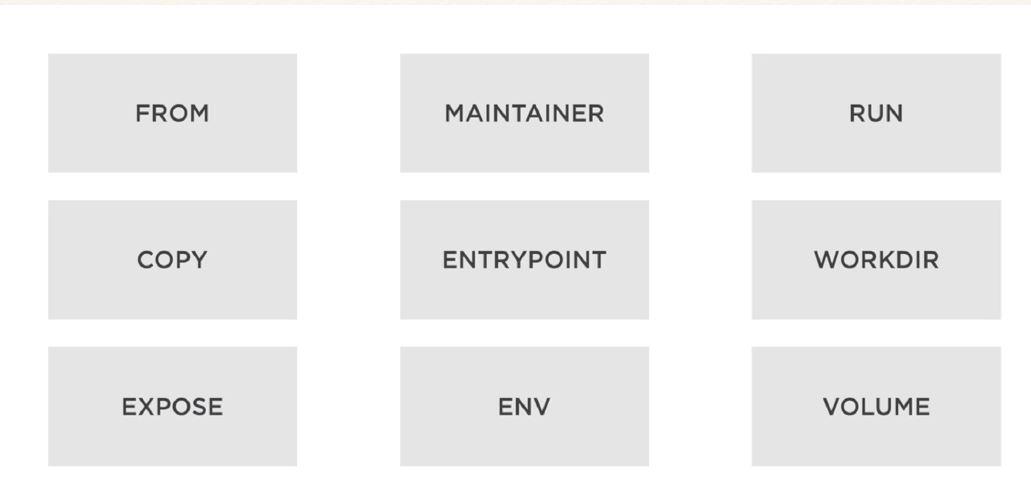 FROM
MAINTAINER
RUN
COPY
ENTRYPOINT
WORKDIR
EXPOSE
ENV
VOLUME